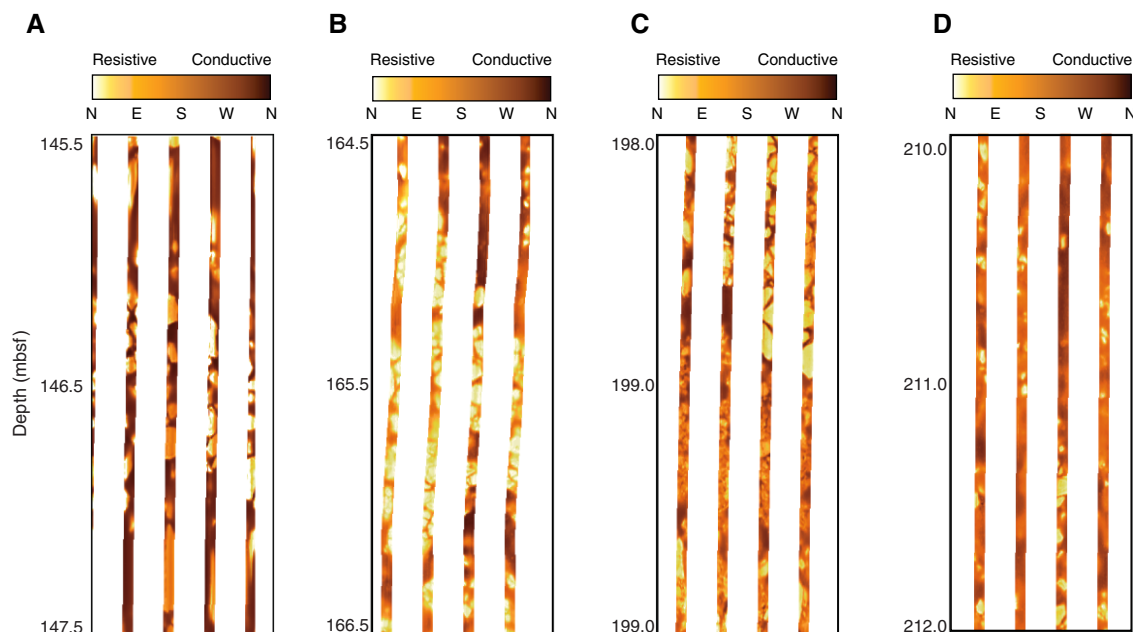 A
B
C
D
Resistive Conductive
Resistive Conductive
Resistive Conductive
Resistive Conductive
N E S W N
N E S W N
N E S W N
N E S W N
Depth (mbsf)
145.5
146.5
147.5
164.5
165.5
166.5
198.0
199.0
199.0
210.0
211.0
212.0